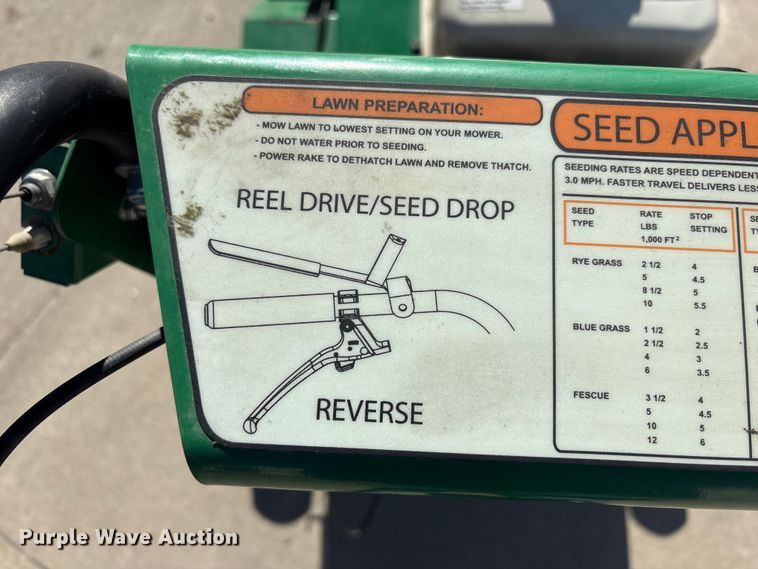 LAWN PREPARATION:
- MOW LAWN TO LOWEST SETTING ON YOUR MOWER.
- DO NOT WATER PRIOR TO SEEDING.
- POWER RAKE TO DETHATCH LAWN AND REMOVE THATCH.
REEL DRIVE/SEED DROP
REVERSE
SEED APPL
SEEDING RATES ARE SPEED DEPENDENT
3.0 MPH. FASTER TRAVEL DELIVERS LES
SEED RATE STOP
TYPE LBS SETTING
1,000 FT²
RYE GRASS 2 1/2 4
5 4.5
8 1/2 5
10 5.5
BLUE GRASS 1 1/2 2
2 1/2 2.5
4 3
6 3.5
FESCUE 3 1/2 4
5 4.5
10 5
12 6
Purple Wave Auction